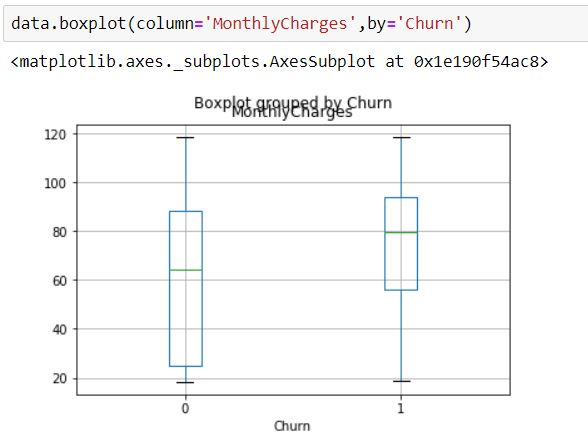 data.boxplot(column='MonthlyCharges',by='Churn')
<matplotlib.axes._subplots.AxesSubplot at 0x1e190f54ac8>
Boxplot grouped by Churn
MonthlyCharges
120
100
80
60
40
20
0 1
Churn